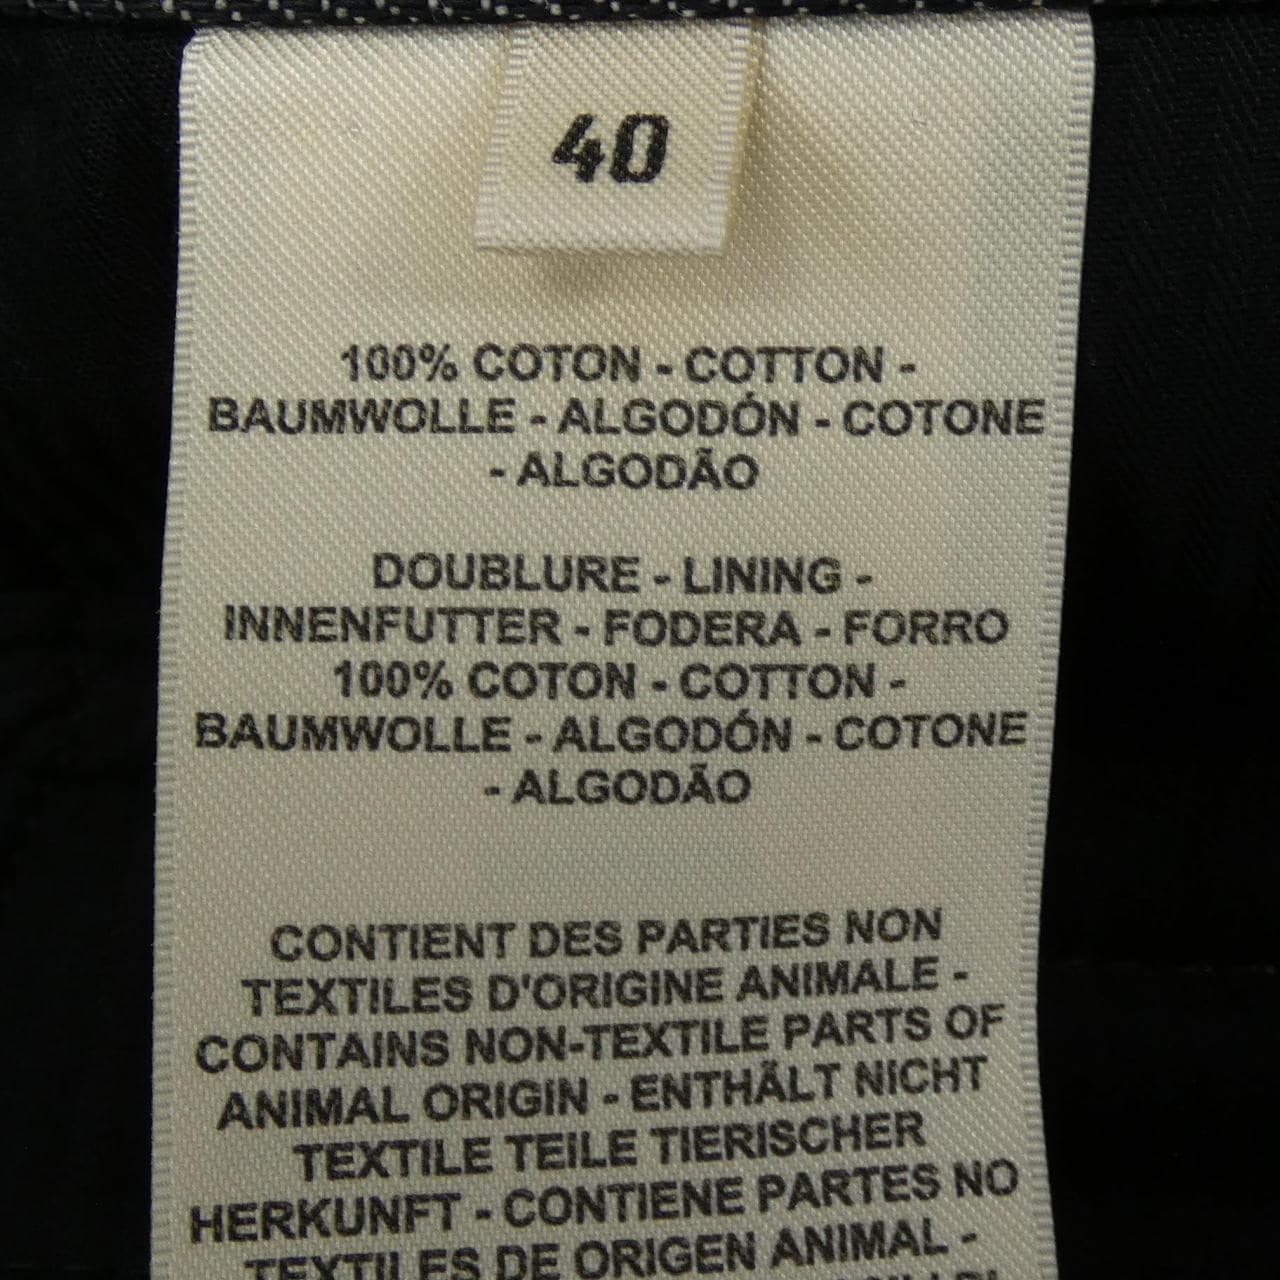 40
100% COTON - COTTON -
BAUMWOLLE - ALGODÓN - COTONE
- ALGODÃO
DOUBLURE - LINING -
INNENFUTTER - FODERA - FORRO
100% COTON - COTTON -
BAUMWOLLE - ALGODÓN - COTONE
- ALGODÃO
CONTIENT DES PARTIES NON
TEXTILES D'ORIGINE ANIMALE -
CONTAINS NON-TEXTILE PARTS OF
ANIMAL ORIGIN - ENTHÄLT NICHT
TEXTILE TEILE TIERISCHER
HERKUNFT - CONTIENE PARTES NO
TEXTILES DE ORIGEN ANIMAL -